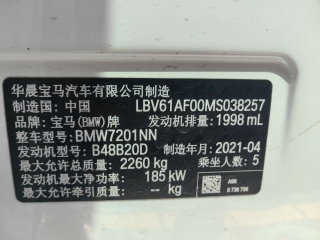 华晨宝马汽车有限公司制造
制造国: 中国 LBV61AF00MS038257
品牌: 宝马(BMW)牌 发动机排量: 1998 mL
整车型号: BMW7201NN
发动机型号: B48B20D 制造年月: 2021-04
最大允许总质量: 2260 kg 乘坐人数: 5
发动机最大净功率: 185 kW
最大允许牵引质量: -- kg